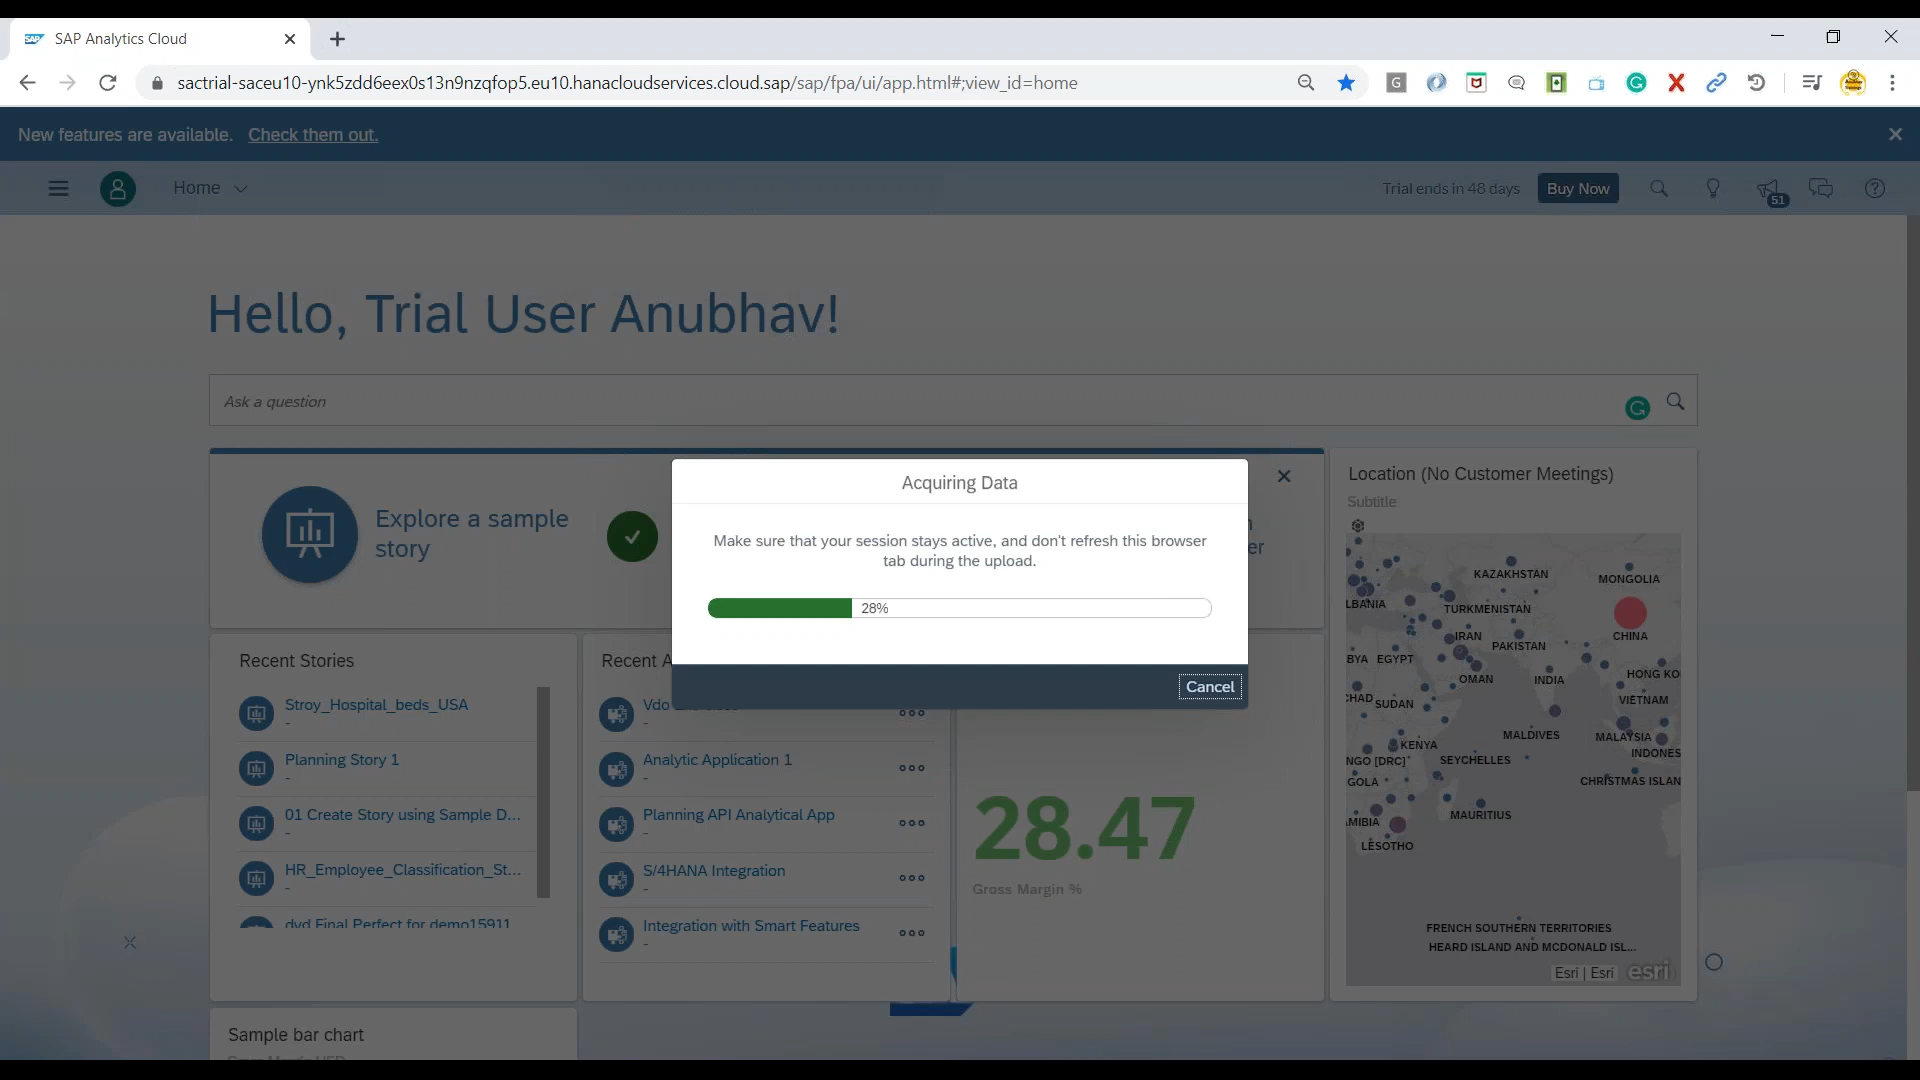 SAP Analytics Cloud
sactrial-saceu10-ynk5zdd6eex0s13n9nzqfop5.eu10.hanacloudservices.cloud.sap/sap/fpa/ui/app.html#;view_id=home
New features are available. Check them out.
Home
Trial ends in 48 days
Buy Now
51
Hello, Trial User Anubhav!
Ask a question
Explore a sample
story
Acquiring Data
Make sure that your session stays active, and don't refresh this browser
tab during the upload.
28%
Cancel
er
Location (No Customer Meetings)
Subtitle
KAZAKHSTAN
MONGOLIA
LBANIA
TURKMENISTAN
IRAN
CHINA
PAKISTAN
BYA
EGYPT
OMAN
INDIA
HONG KO
CHAD
SUDAN
VIETNAM
MALDIVES
MALAYSIA
KENYA
INDONES
NGO [DRC]
SEYCHELLES
GOLA
CHRISTMAS ISLAN
MAURITIUS
AMIBIA
LESOTHO
FRENCH SOUTHERN TERRITORIES
HEARD ISLAND AND MCDONALD ISL...
Esri | Esri
esri
Recent Stories
Stroy_Hospital_beds_USA
-
Planning Story 1
-
01 Create Story using Sample D...
-
HR_Employee_Classification_St...
-
dvd Final Perfect for demo15911
Recent A
Vdo
-
Analytic Application 1
-
Planning API Analytical App
-
S/4HANA Integration
-
Integration with Smart Features
-
28.47
Gross Margin %
Sample bar chart